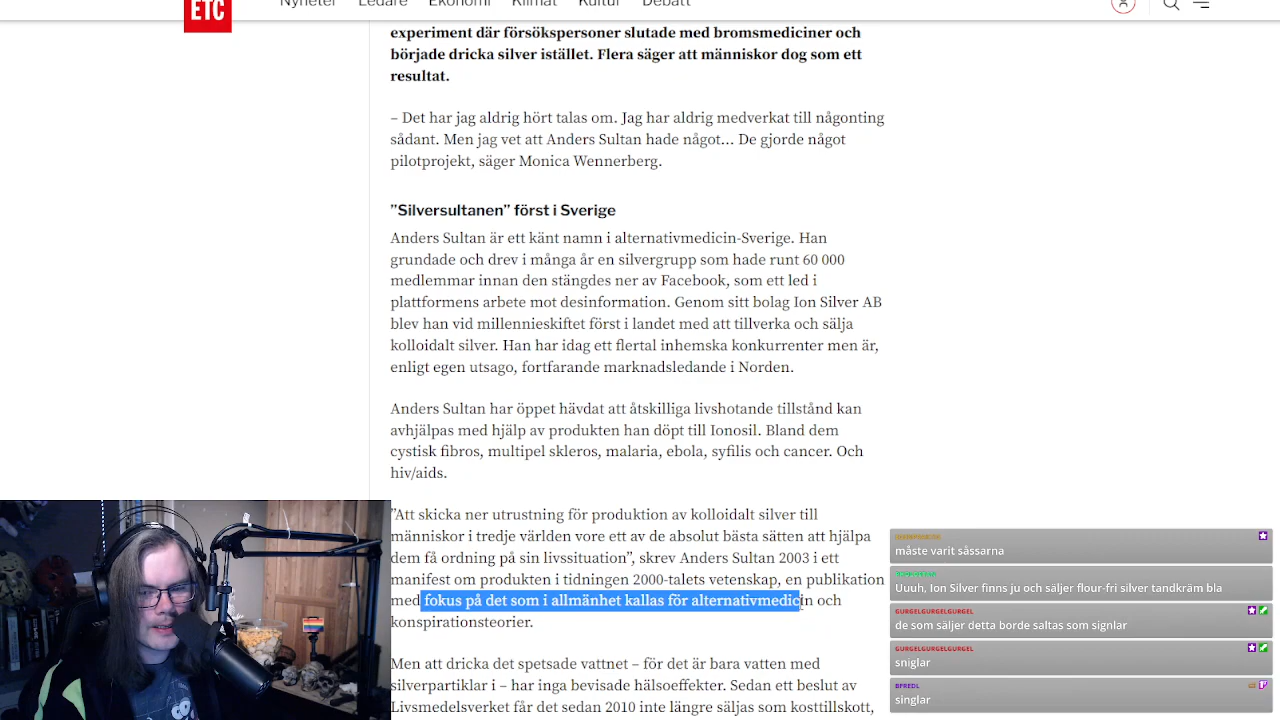 ETC
Nyheter Ledare Ekonomi Klimat Kultur Debatt
experiment där försökspersoner slutade med bromsmediciner och
började dricka silver istället. Flera säger att människor dog som ett
resultat.
– Det har jag aldrig hört talas om. Jag har aldrig medverkat till någonting
sådant. Men jag vet att Anders Sultan hade något... De gjorde något
pilotprojekt, säger Monica Wennerberg.
”Silversultanen” först i Sverige
Anders Sultan är ett känt namn i alternativmedicin-Sverige. Han
grundade och drev i många år en silvergrupp som hade runt 60 000
medlemmar innan den stängdes ner av Facebook, som ett led i
plattformens arbete mot desinformation. Genom sitt bolag Ion Silver AB
blev han vid millennieskiftet först i landet med att tillverka och sälja
kolloidalt silver. Han har idag ett flertal inhemska konkurrenter men är,
enligt egen utsago, fortfarande marknadsledande i Norden.
Anders Sultan har öppet hävdat att åtskilliga livshotande tillstånd kan
avhjälpas med hjälp av produkten han döpt till Ionosil. Bland dem
cystisk fibros, multipel skleros, malaria, ebola, syfilis och cancer. Och
hiv/aids.
”Att skicka ner utrustning för produktion av kolloidalt silver till
människor i tredje världen vore ett av de absolut bästa sätten att hjälpa
dem få ordning på sin livssituation”, skrev Anders Sultan 2003 i ett
manifest om produkten i tidningen 2000-talets vetenskap, en publikation
med fokus på det som i allmänhet kallas för alternativmedicin och
konspirationsteorier.
Men att dricka det spetsade vattnet – för det är bara vatten med
silverpartiklar i – har inga bevisade hälsoeffekter. Sedan ett beslut av
Livsmedelsverket får det sedan 2010 inte längre säljas som kosttillskott,
måste varit såssarna
Uuuh, Ion Silver finns ju och säljer flour-fri silver tandkräm bla
GURGELGURGELGURGEL
de som säljer detta borde saltas som signlar
GURGELGURGELGURGEL
sniglar
BFREDL
singlar